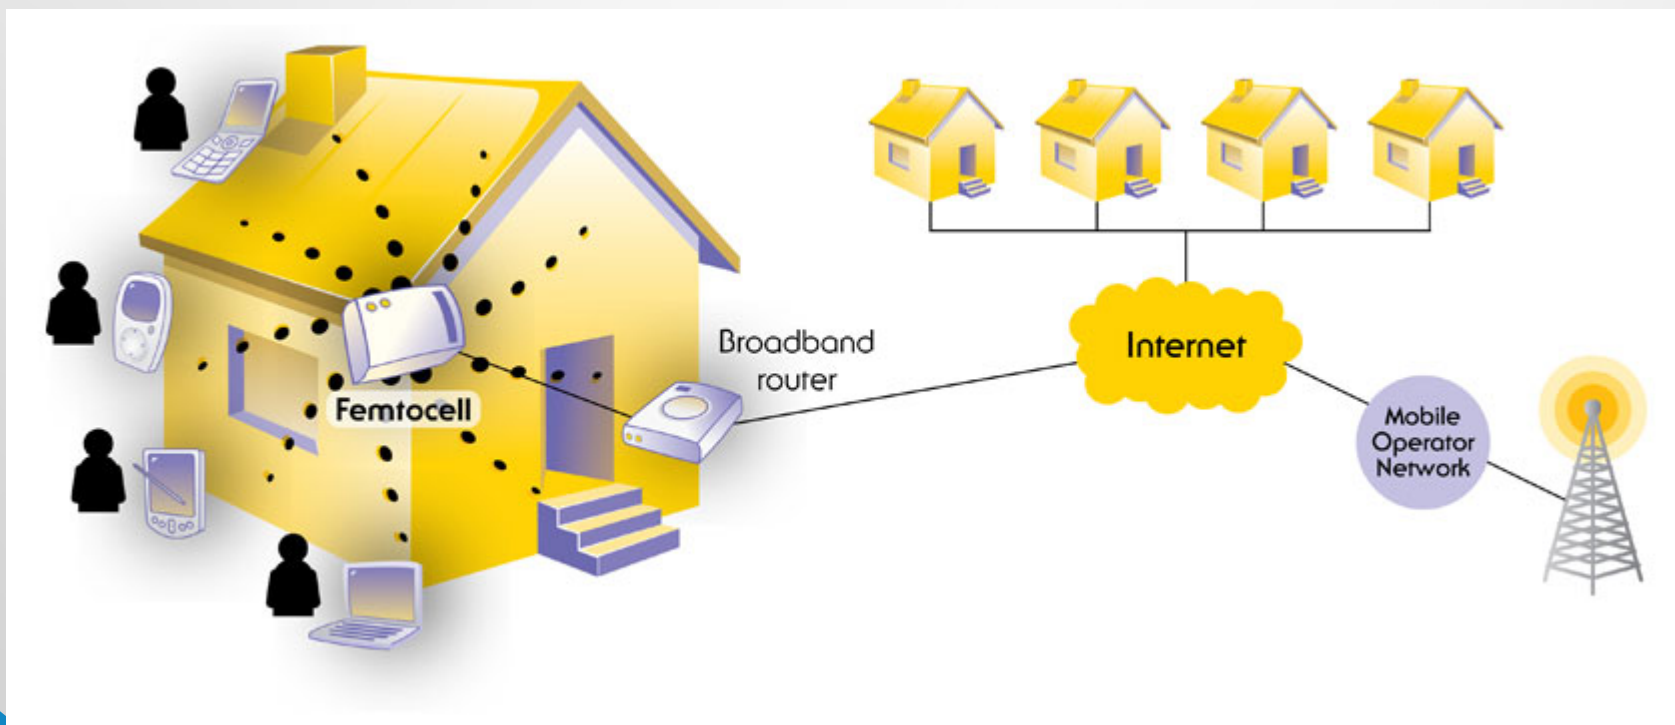 Femtocell
Broadband
router
Internet
Mobile
Operator
Network